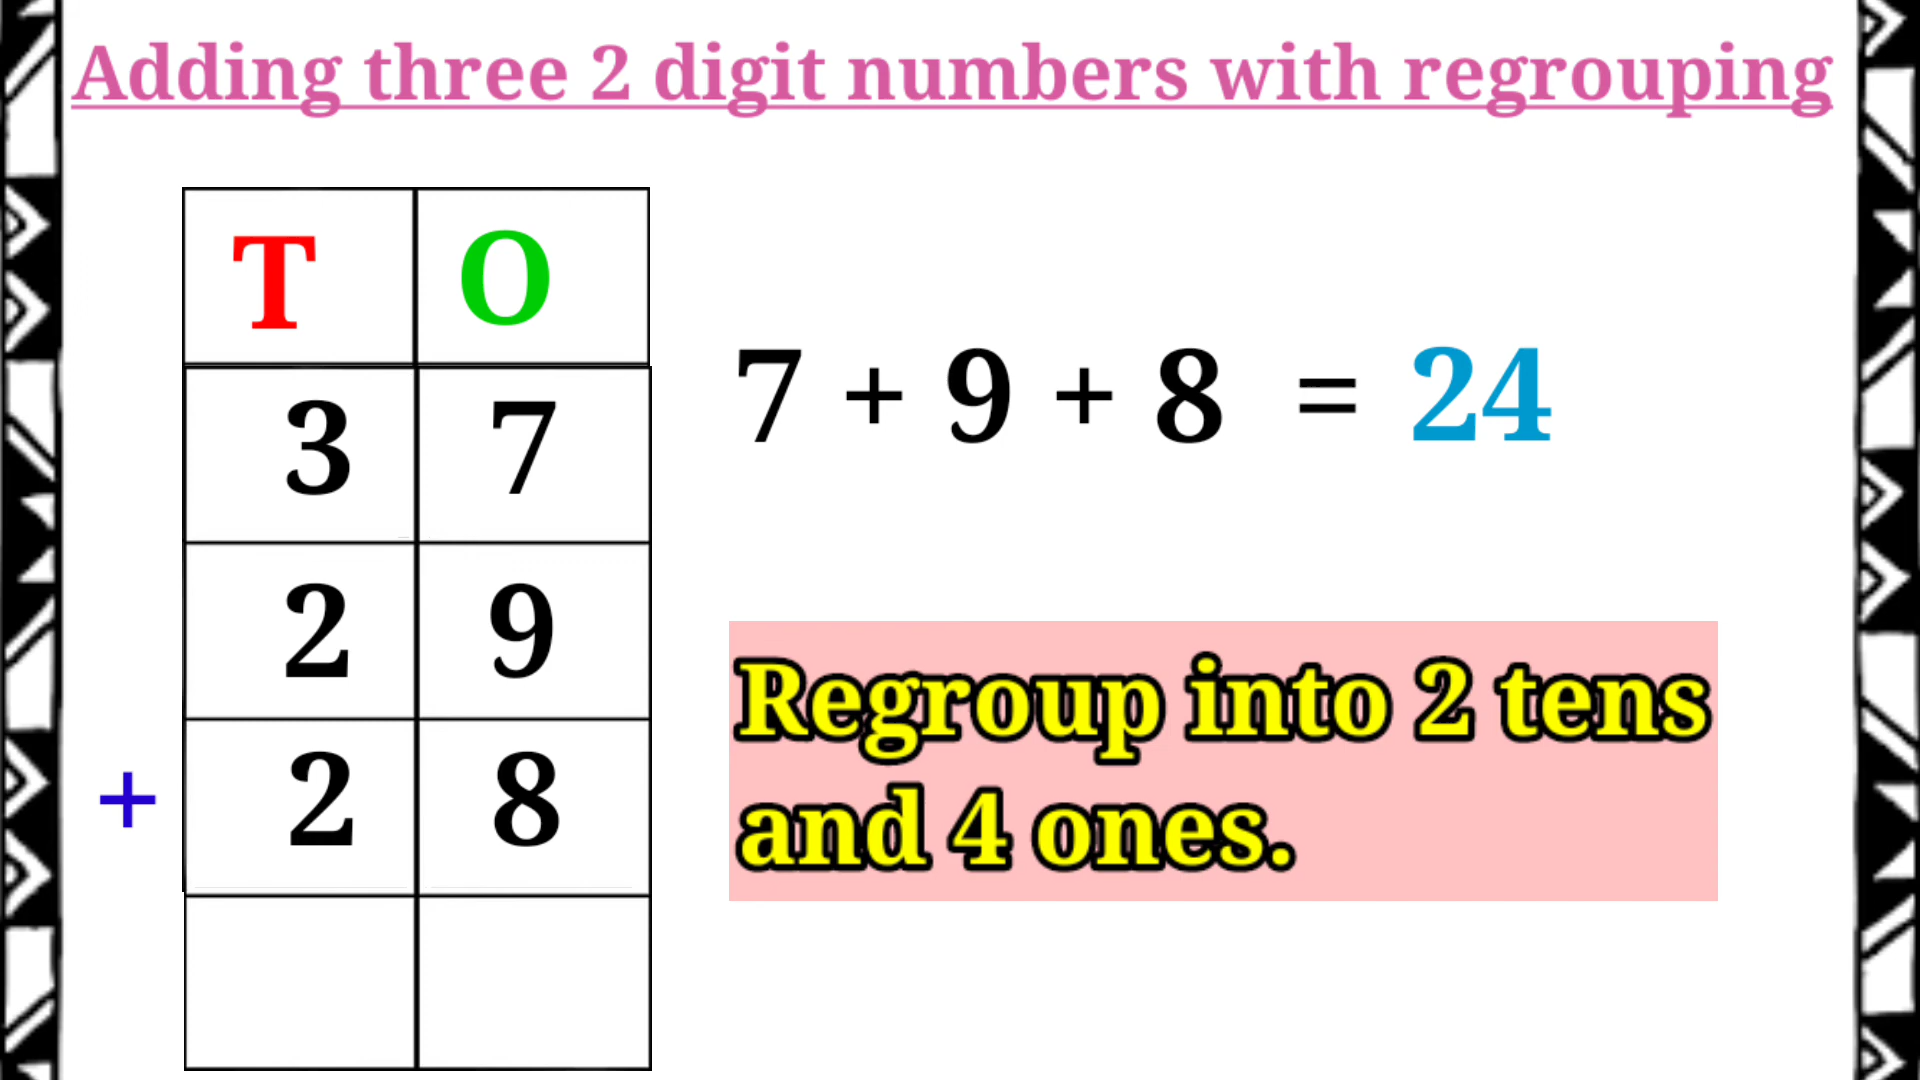 Adding three 2 digit numbers with regrouping
T O
3 7
7 + 9 + 8 = 24
2 9
+ 2 8
Regroup into 2 tens
and 4 ones.